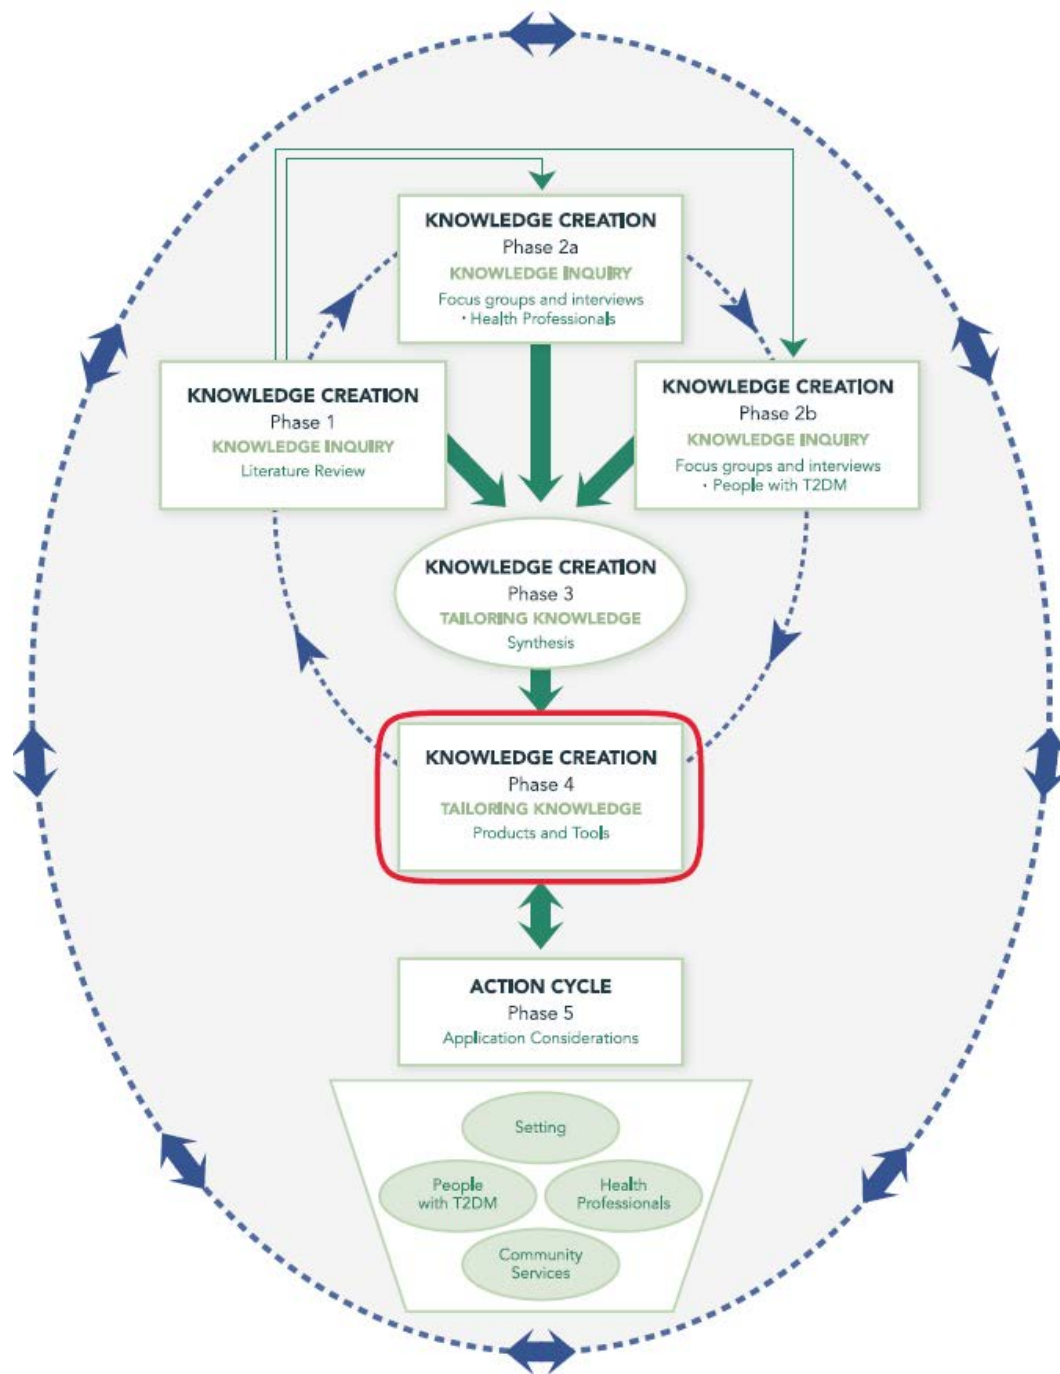 KNOWLEDGE CREATION
Phase 2a
KNOWLEDGE INQUIRY
Focus groups and interviews
• Health Professionals
KNOWLEDGE CREATION
Phase 1
KNOWLEDGE INQUIRY
Literature Review
KNOWLEDGE CREATION
Phase 2b
KNOWLEDGE INQUIRY
Focus groups and interviews
• People with T2DM
KNOWLEDGE CREATION
Phase 3
TAILORING KNOWLEDGE
Synthesis
KNOWLEDGE CREATION
Phase 4
TAILORING KNOWLEDGE
Products and Tools
ACTION CYCLE
Phase 5
Application Considerations
Setting
People
with T2DM
Health
Professionals
Community
Services